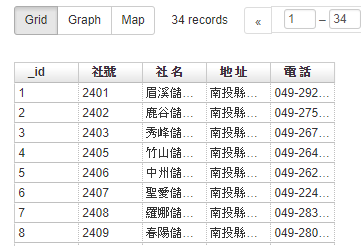 Grid Graph Map 34 records « 1 – 34
_id 社號 社 名 地 址 電 話
1 2401 眉溪儲... 南投縣... 049-292...
2 2402 鹿谷儲... 南投縣... 049-275...
3 2403 秀峰儲... 南投縣... 049-267...
4 2405 竹山儲... 南投縣... 049-264...
5 2406 中州儲... 南投縣... 049-262...
6 2407 聖愛儲... 南投縣... 049-224...
7 2408 羅娜儲... 南投縣... 049-283...
8 2409 春陽儲... 南投縣... 049-280...